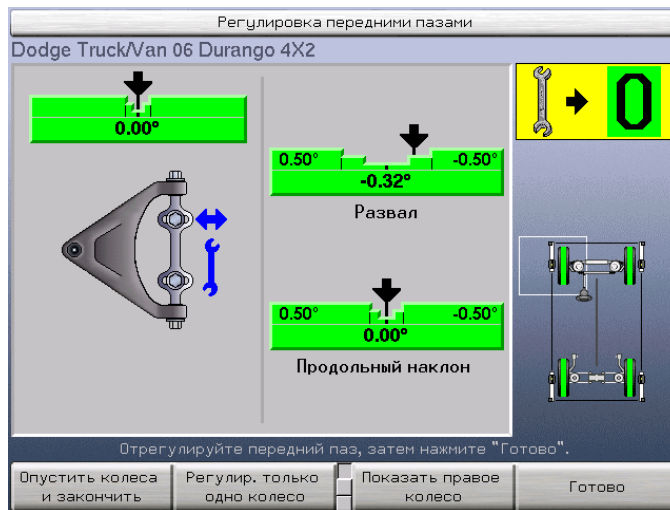 Регулировка передними пазами
Dodge Truck/Van 06 Durango 4X2
0
0.00°
0.50° -0.50°
-0.32°
Развал
0.50° -0.50°
0.00°
Продольный наклон
Отрегулируйте передний паз, затем нажмите "Готово".
Опустить колеса
и закончить
Регулир. только
одно колесо
Показать правое
колесо
Готово